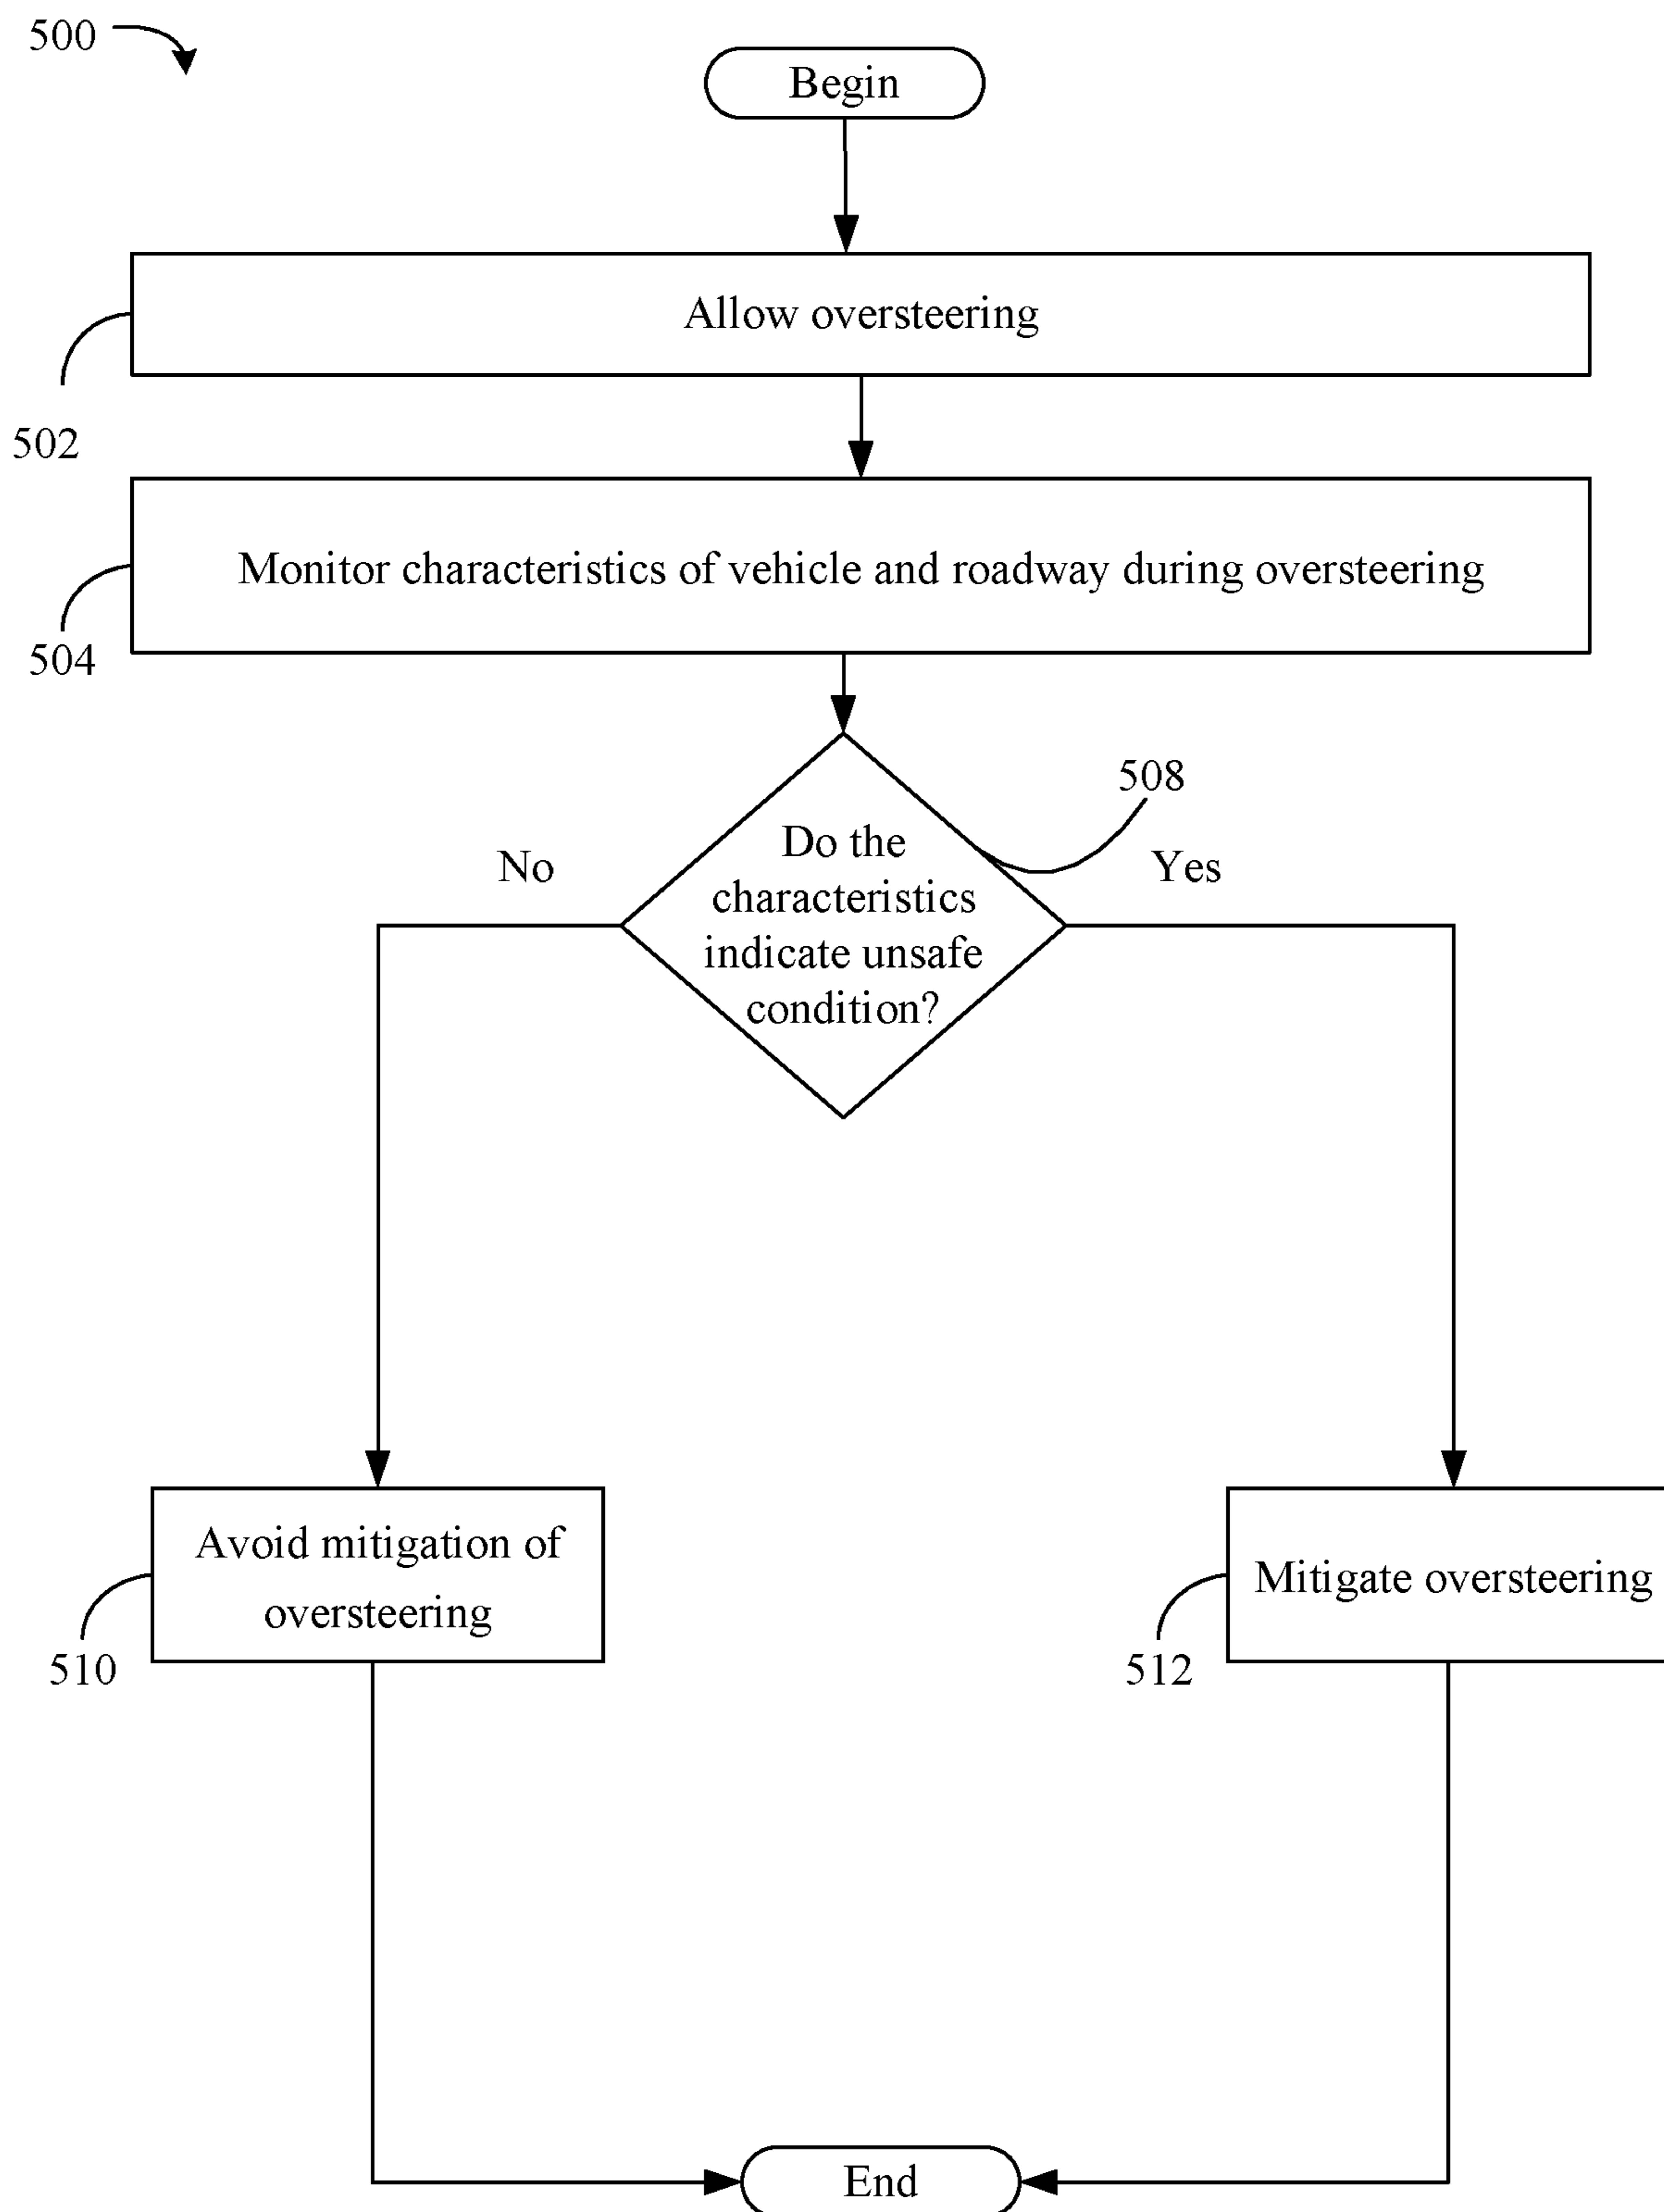 500
Begin
Allow oversteering
502
Monitor characteristics of vehicle and roadway during oversteering
504
508
Do the
characteristics
indicate unsafe
condition?
No
Yes
Avoid mitigation of
oversteering
510
Mitigate oversteering
512
End